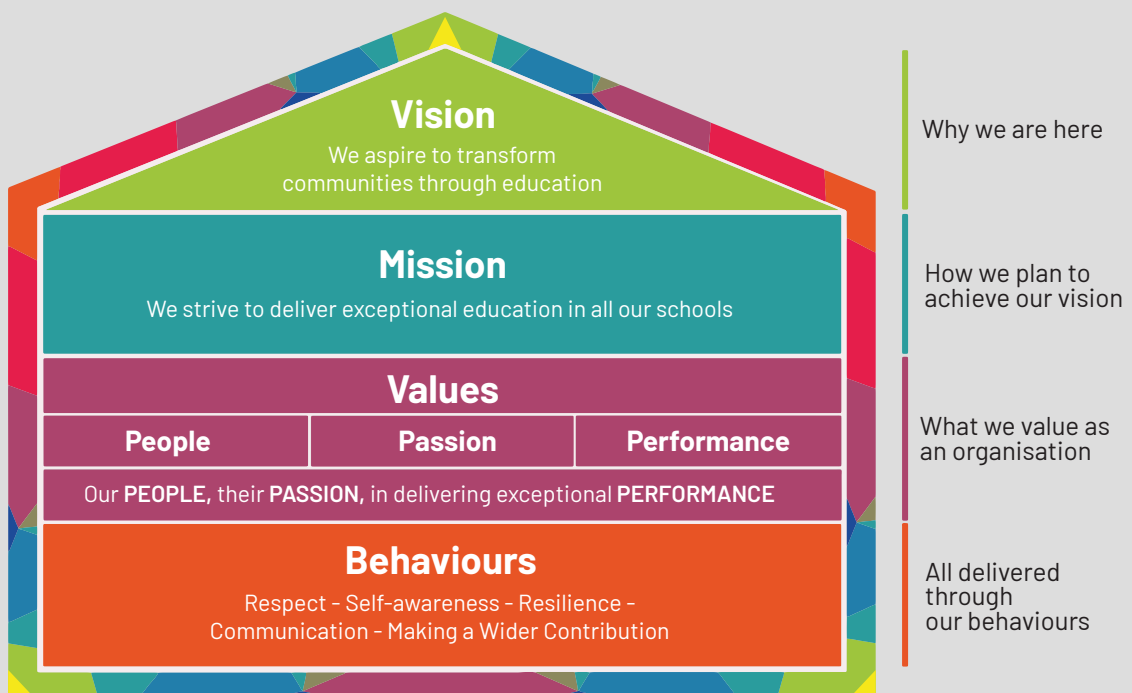 Vision
We aspire to transform
communities through education
Why we are here
Mission
We strive to deliver exceptional education in all our schools
How we plan to
achieve our vision
Values
People
Passion
Performance
Our PEOPLE, their PASSION, in delivering exceptional PERFORMANCE
What we value as
an organisation
Behaviours
Respect - Self-awareness - Resilience -
Communication - Making a Wider Contribution
All delivered
through
our behaviours